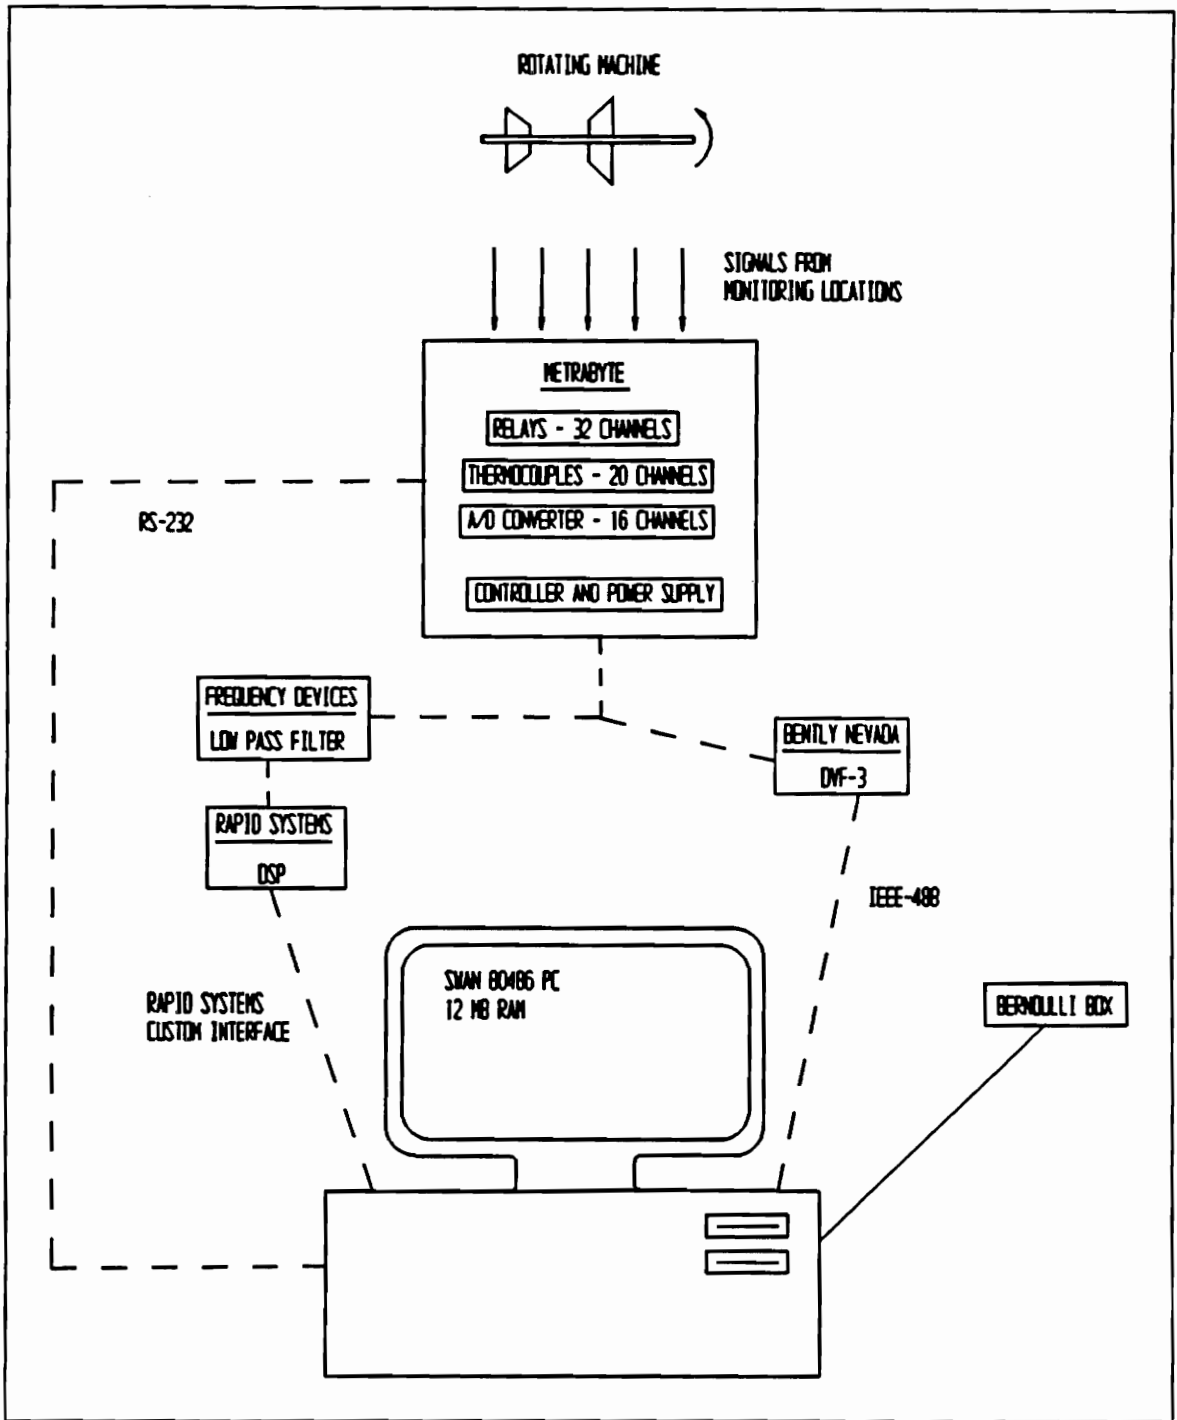 ROTATING MACHINE
SIGNALS FROM
MONITORING LOCATIONS
METRABYTE
RELAYS - 32 CHANNELS
THERMOCOUPLES - 20 CHANNELS
A/D CONVERTER - 16 CHANNELS
CONTROLLER AND POWER SUPPLY
RS-232
FREQUENCY DEVICES
LOW PASS FILTER
BENTLY NEVADA
DVF-3
RAPID SYSTEMS
DSP
IEEE-488
SWAN 80486 PC
12 MB RAM
RAPID SYSTEMS
CUSTOM INTERFACE
BERNOULLI BOX